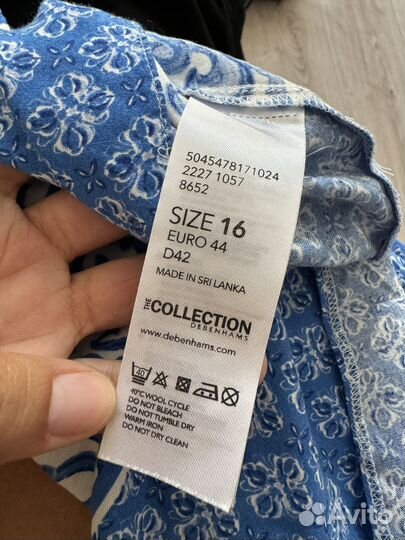 5045478171024
2227 1057
8652
SIZE 16
EURO 44
D42
MADE IN SRI LANKA
THE COLLECTION
DEBENHAMS
www.debenhams.com
40
40°C WOOL CYCLE
DO NOT BLEACH
DO NOT TUMBLE DRY
WARM IRON
DO NOT DRY CLEAN
Avito